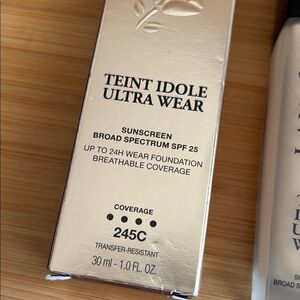 TEINT IDOLE
ULTRA WEAR
SUNSCREEN
BROAD SPECTRUM SPF 25
UP TO 24H WEAR FOUNDATION
BREATHABLE COVERAGE
COVERAGE
245C
TRANSFER-RESISTANT
30 ml - 1.0 FL. OZ.